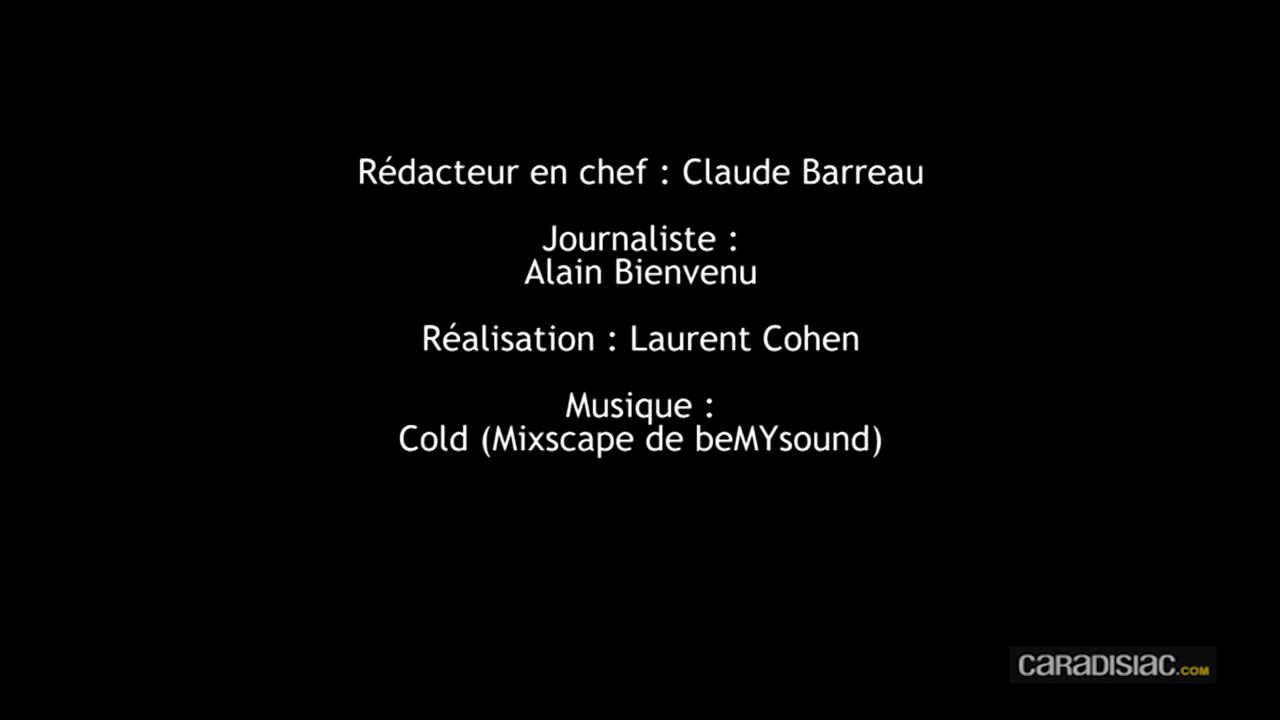 Rédacteur en chef : Claude Barreau
Journaliste :
Alain Bienvenu
Réalisation : Laurent Cohen
Musique :
Cold (Mixscape de beMYsound)
CARADISIAC.COM